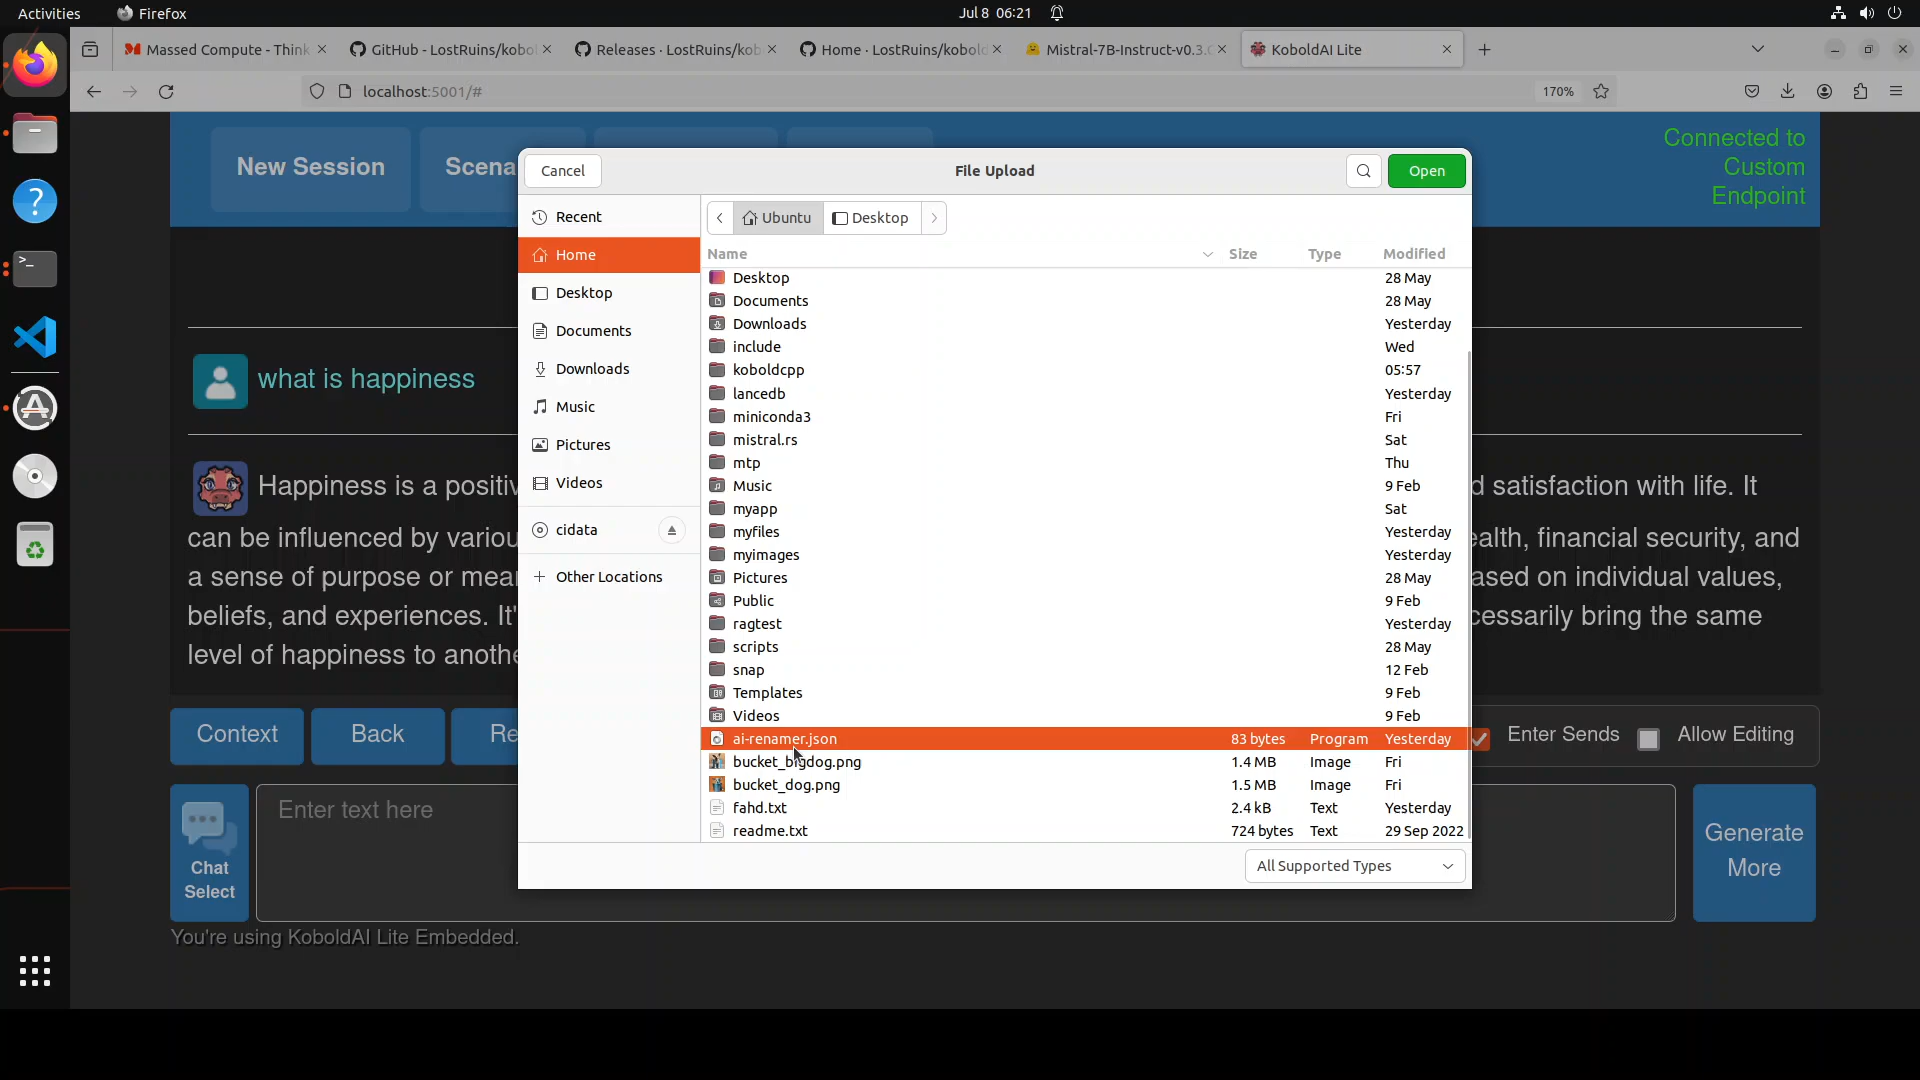 Activities
Firefox
Jul 8 06:21
Massed Compute - Think
GitHub - LostRuins/kobol
Releases · LostRuins/kob
Home · LostRuins/kobold
Mistral-7B-Instruct-v0.3.
KoboldAI Lite
localhost:5001/#
170%
New Session
Scena
Connected to
Custom
Endpoint
Cancel
File Upload
Open
Recent
Home
Desktop
Documents
Downloads
Music
Pictures
Videos
cidata
Other Locations
Ubuntu
Desktop
Name Size Type Modified
Desktop 28 May
Documents 28 May
Downloads Yesterday
include Wed
koboldcpp 05:57
lancedb Yesterday
miniconda3 Fri
mistral.rs Sat
mtp Thu
Music 9 Feb
myapp Sat
myfiles Yesterday
myimages Yesterday
Pictures 28 May
Public 9 Feb
ragtest Yesterday
scripts 28 May
snap 12 Feb
Templates 9 Feb
Videos 9 Feb
ai-renamer.json 83 bytes Program Yesterday
bucket_bigdog.png 1.4 MB Image Fri
bucket_dog.png 1.5 MB Image Fri
fahd.txt 2.4 kB Text Yesterday
readme.txt 724 bytes Text 29 Sep 2022
All Supported Types
what is happiness
Happiness is a positiv d satisfaction with life. It
can be influenced by variou ealth, financial security, and
a sense of purpose or mea ased on individual values,
beliefs, and experiences. It' cessarily bring the same
level of happiness to anothe
Context
Back
Re
Enter Sends
Allow Editing
Chat
Select
Enter text here
Generate
More
You're using KoboldAI Lite Embedded.